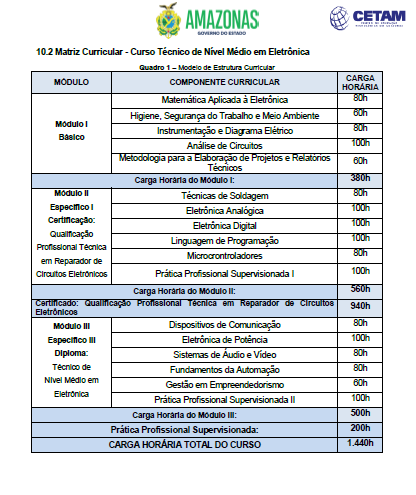 AMAZONAS
GOVERNO DO ESTADO
CETAM
10.2 Matriz Curricular - Curso Técnico de Nível Médio em Eletrônica
Quadro 1 – Modelo de Estrutura Curricular
MÓDULO COMPONENTE CURRICULAR CARGA HORÁRIA
Módulo I
Básico
Matemática Aplicada à Eletrônica 80h
Higiene, Segurança do Trabalho e Meio Ambiente 60h
Instrumentação e Diagrama Elétrico 80h
Análise de Circuitos 100h
Metodologia para a Elaboração de Projetos e Relatórios Técnicos 60h
Carga Horária do Módulo I: 380h
Módulo II
Específico I
Certificação:
Qualificação
Profissional Técnica
em Reparador de
Circuitos Eletrônicos
Técnicas de Soldagem 80h
Eletrônica Analógica 100h
Eletrônica Digital 100h
Linguagem de Programação 100h
Microcontroladores 80h
Prática Profissional Supervisionada I 100h
Carga Horária do Módulo II: 560h
Certificado: Qualificação Profissional Técnica em Reparador de Circuitos Eletrônicos 940h
Módulo III
Específico III
Diploma:
Técnico de
Nível Médio em
Eletrônica
Dispositivos de Comunicação 80h
Eletrônica de Potência 100h
Sistemas de Áudio e Vídeo 80h
Fundamentos da Automação 80h
Gestão em Empreendedorismo 60h
Prática Profissional Supervisionada II 100h
Carga Horária do Módulo III: 500h
Prática Profissional Supervisionada: 200h
CARGA HORÁRIA TOTAL DO CURSO 1.440h